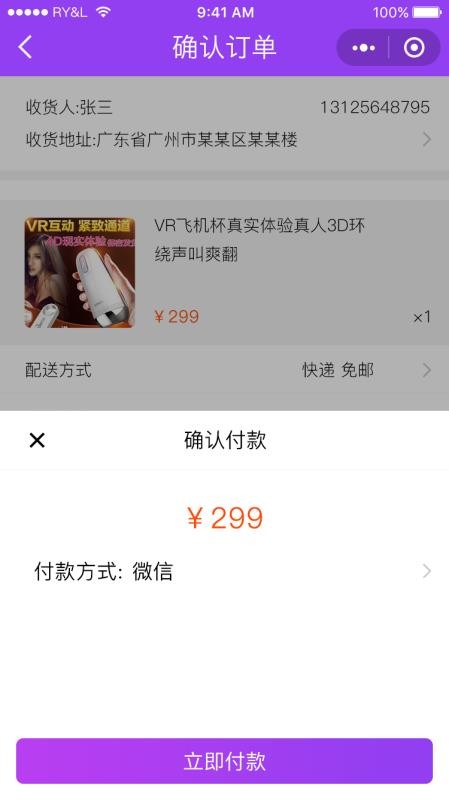 RY&L 9:41 AM 100%
确认订单
收货人:张三 13125648795
收货地址:广东省广州市某某区某某楼
VR互动 紧致通道
4D现实体验
VR飞机杯真实体验真人3D环
绕声叫爽翻
¥ 299 ×1
配送方式 快递 免邮
确认付款
¥ 299
付款方式: 微信
立即付款